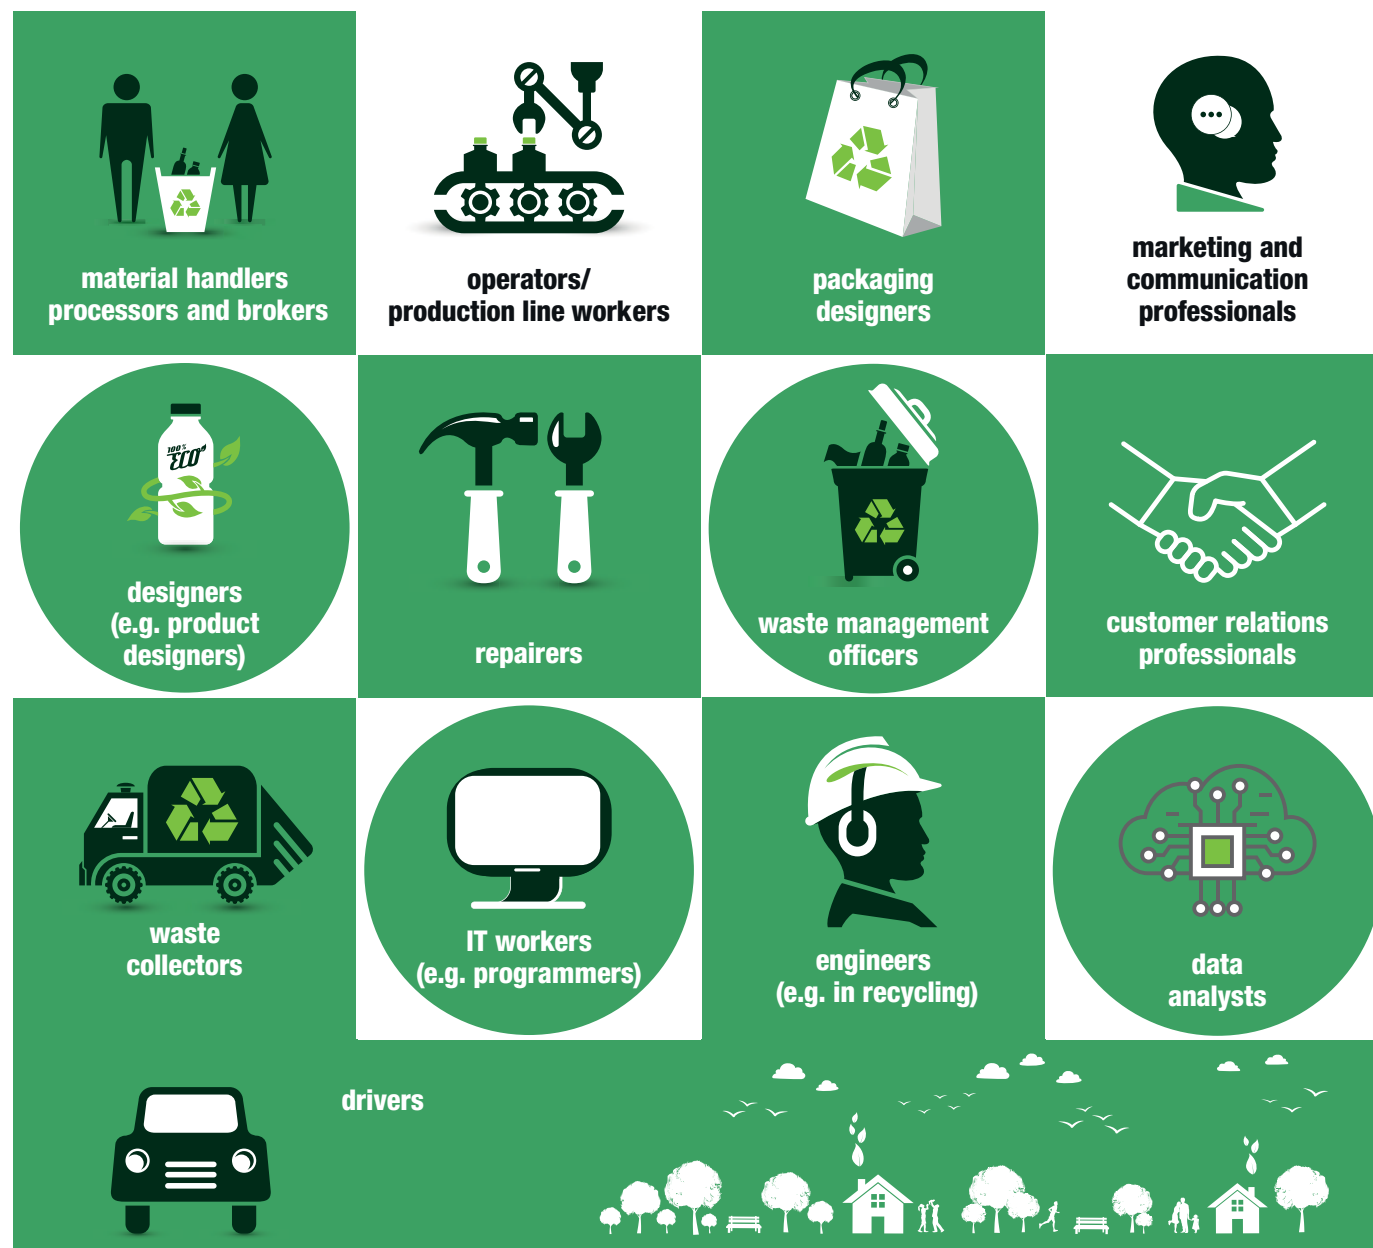 material handlers
processors and brokers
operators/
production line workers
packaging
designers
marketing and
communication
professionals
100%
ECO
designers
(e.g. product
designers)
repairers
waste management
officers
customer relations
professionals
waste
collectors
IT workers
(e.g. programmers)
engineers
(e.g. in recycling)
data
analysts
drivers